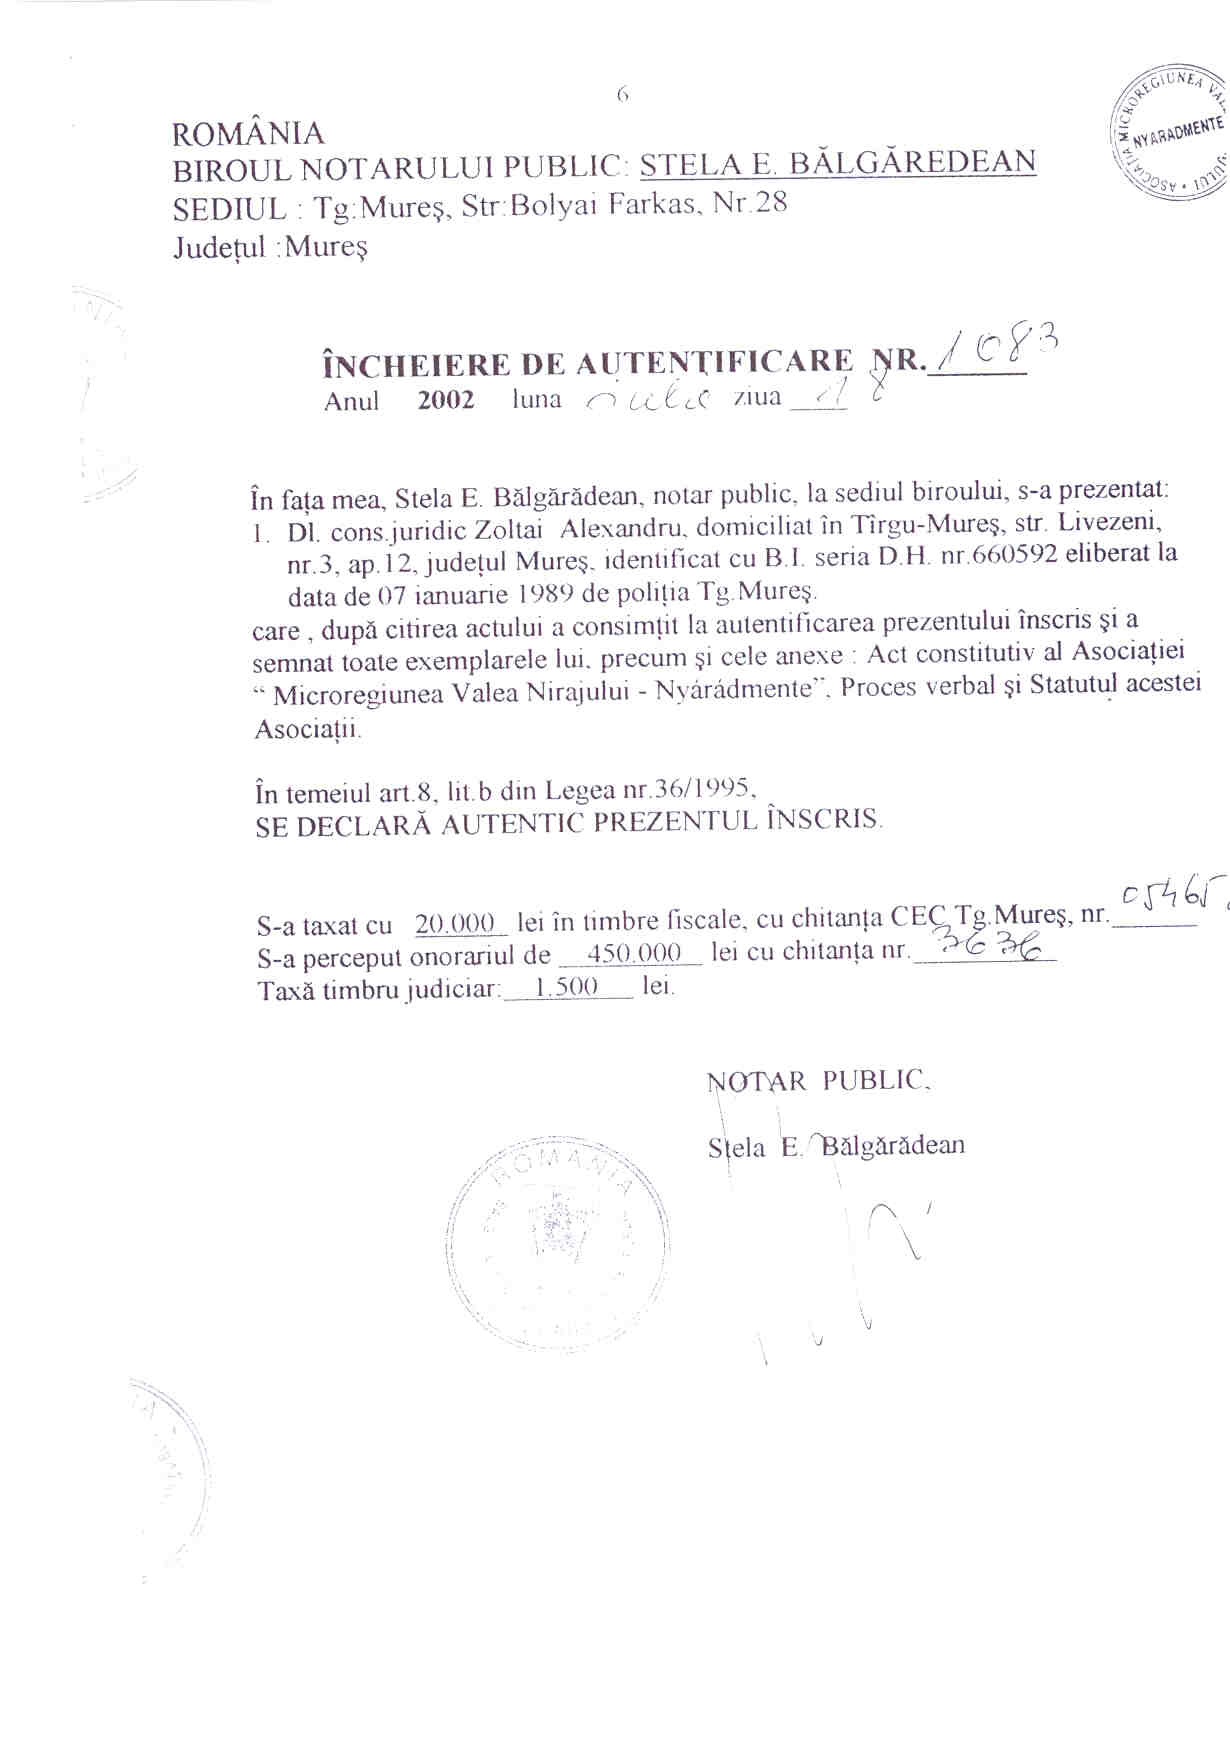 6
ROMÂNIA
BIROUL NOTARULUI PUBLIC: STELA E. BĂLGĂREDEAN
SEDIUL : Tg:Mureş, Str:Bolyai Farkas, Nr.28
Judeţul :Mureş
MICROREGIUNEA
NYARADMENTE
ASOCIAŢIA
ÎNCHEIERE DE AUTENTIFICARE NR. 1083
Anul 2002 luna iulie ziua 18
În faţa mea, Stela E. Bălgărădean, notar public, la sediul biroului, s-a prezentat:
1. Dl. cons.juridic Zoltai Alexandru, domiciliat în Tîrgu-Mureş, str. Livezeni,
nr.3, ap.12, judeţul Mureş, identificat cu B.I. seria D.H. nr.660592 eliberat la
data de 07 ianuarie 1989 de poliţia Tg.Mureş.
care , după citirea actului a consimţit la autentificarea prezentului înscris şi a
semnat toate exemplarele lui, precum şi cele anexe : Act constitutiv al Asociaţiei
“ Microregiunea Valea Nirajului - Nyárádmente”, Proces verbal şi Statutul acestei
Asociaţii.
În temeiul art.8, lit.b din Legea nr.36/1995,
SE DECLARĂ AUTENTIC PREZENTUL ÎNSCRIS.
S-a taxat cu 20.000 lei în timbre fiscale, cu chitanţa CEC Tg.Mureş, nr. 05465
S-a perceput onorariul de 450.000 lei cu chitanţa nr. 3636
Taxă timbru judiciar: 1.500 lei.
NOTAR PUBLIC,
Stela E. Bălgărădean
ROMANIA